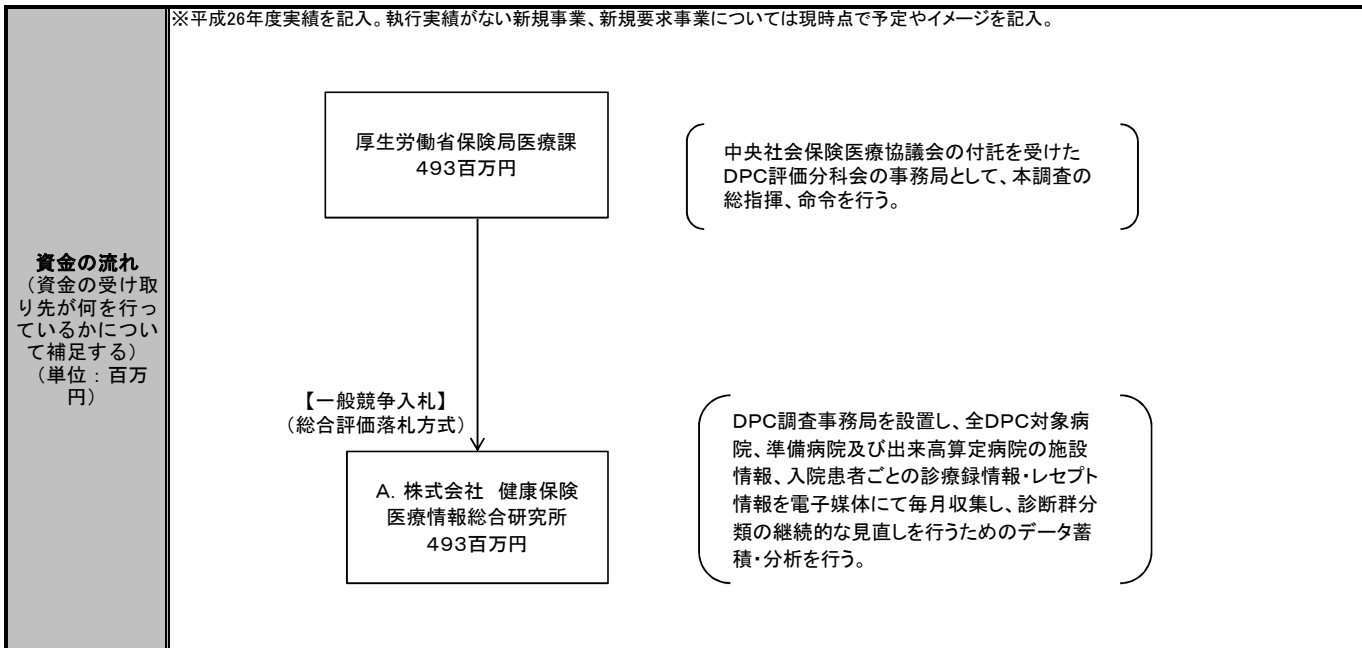 ※平成26年度実績を記入。執行実績がない新規事業、新規要求事業については現時点で予定やイメージを記入。
資金の流れ
(資金の受け取
り先が何を行っ
ているかについ
て補足する)
(単位:百万
円)
厚生労働省保険局医療課
493百万円
中央社会保険医療協議会の付託を受けた
DPC評価分科会の事務局として、本調査の
総指揮、命令を行う。
【一般競争入札】
(総合評価落札方式)
A. 株式会社 健康保険
医療情報総合研究所
493百万円
DPC調査事務局を設置し、全DPC対象病
院、準備病院及び出来高算定病院の施設
情報、入院患者ごとの診療録情報・レセプト
情報を電子媒体にて毎月収集し、診断群分
類の継続的な見直しを行うためのデータ蓄
積・分析を行う。